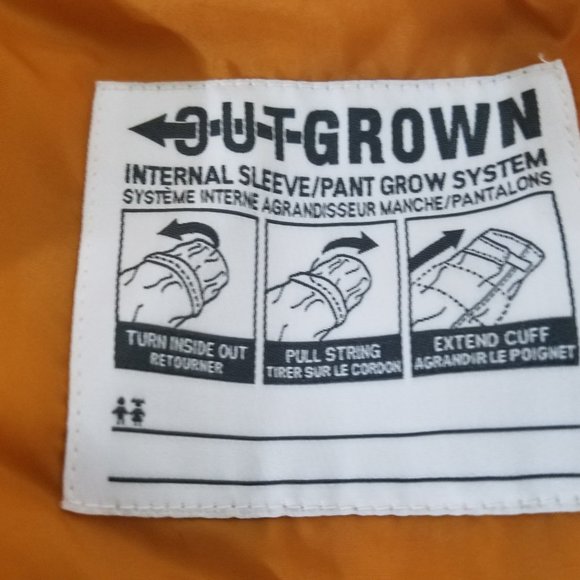 OUTGROWN
INTERNAL SLEEVE/PANT GROW SYSTEM
SYSTÈME INTERNE AGRANDISSEUR MANCHE/PANTALONS
TURN INSIDE OUT
RETOURNER
PULL STRING
TIRER SUR LE CORDON
EXTEND CUFF
AGRANDIR LE POIGNET